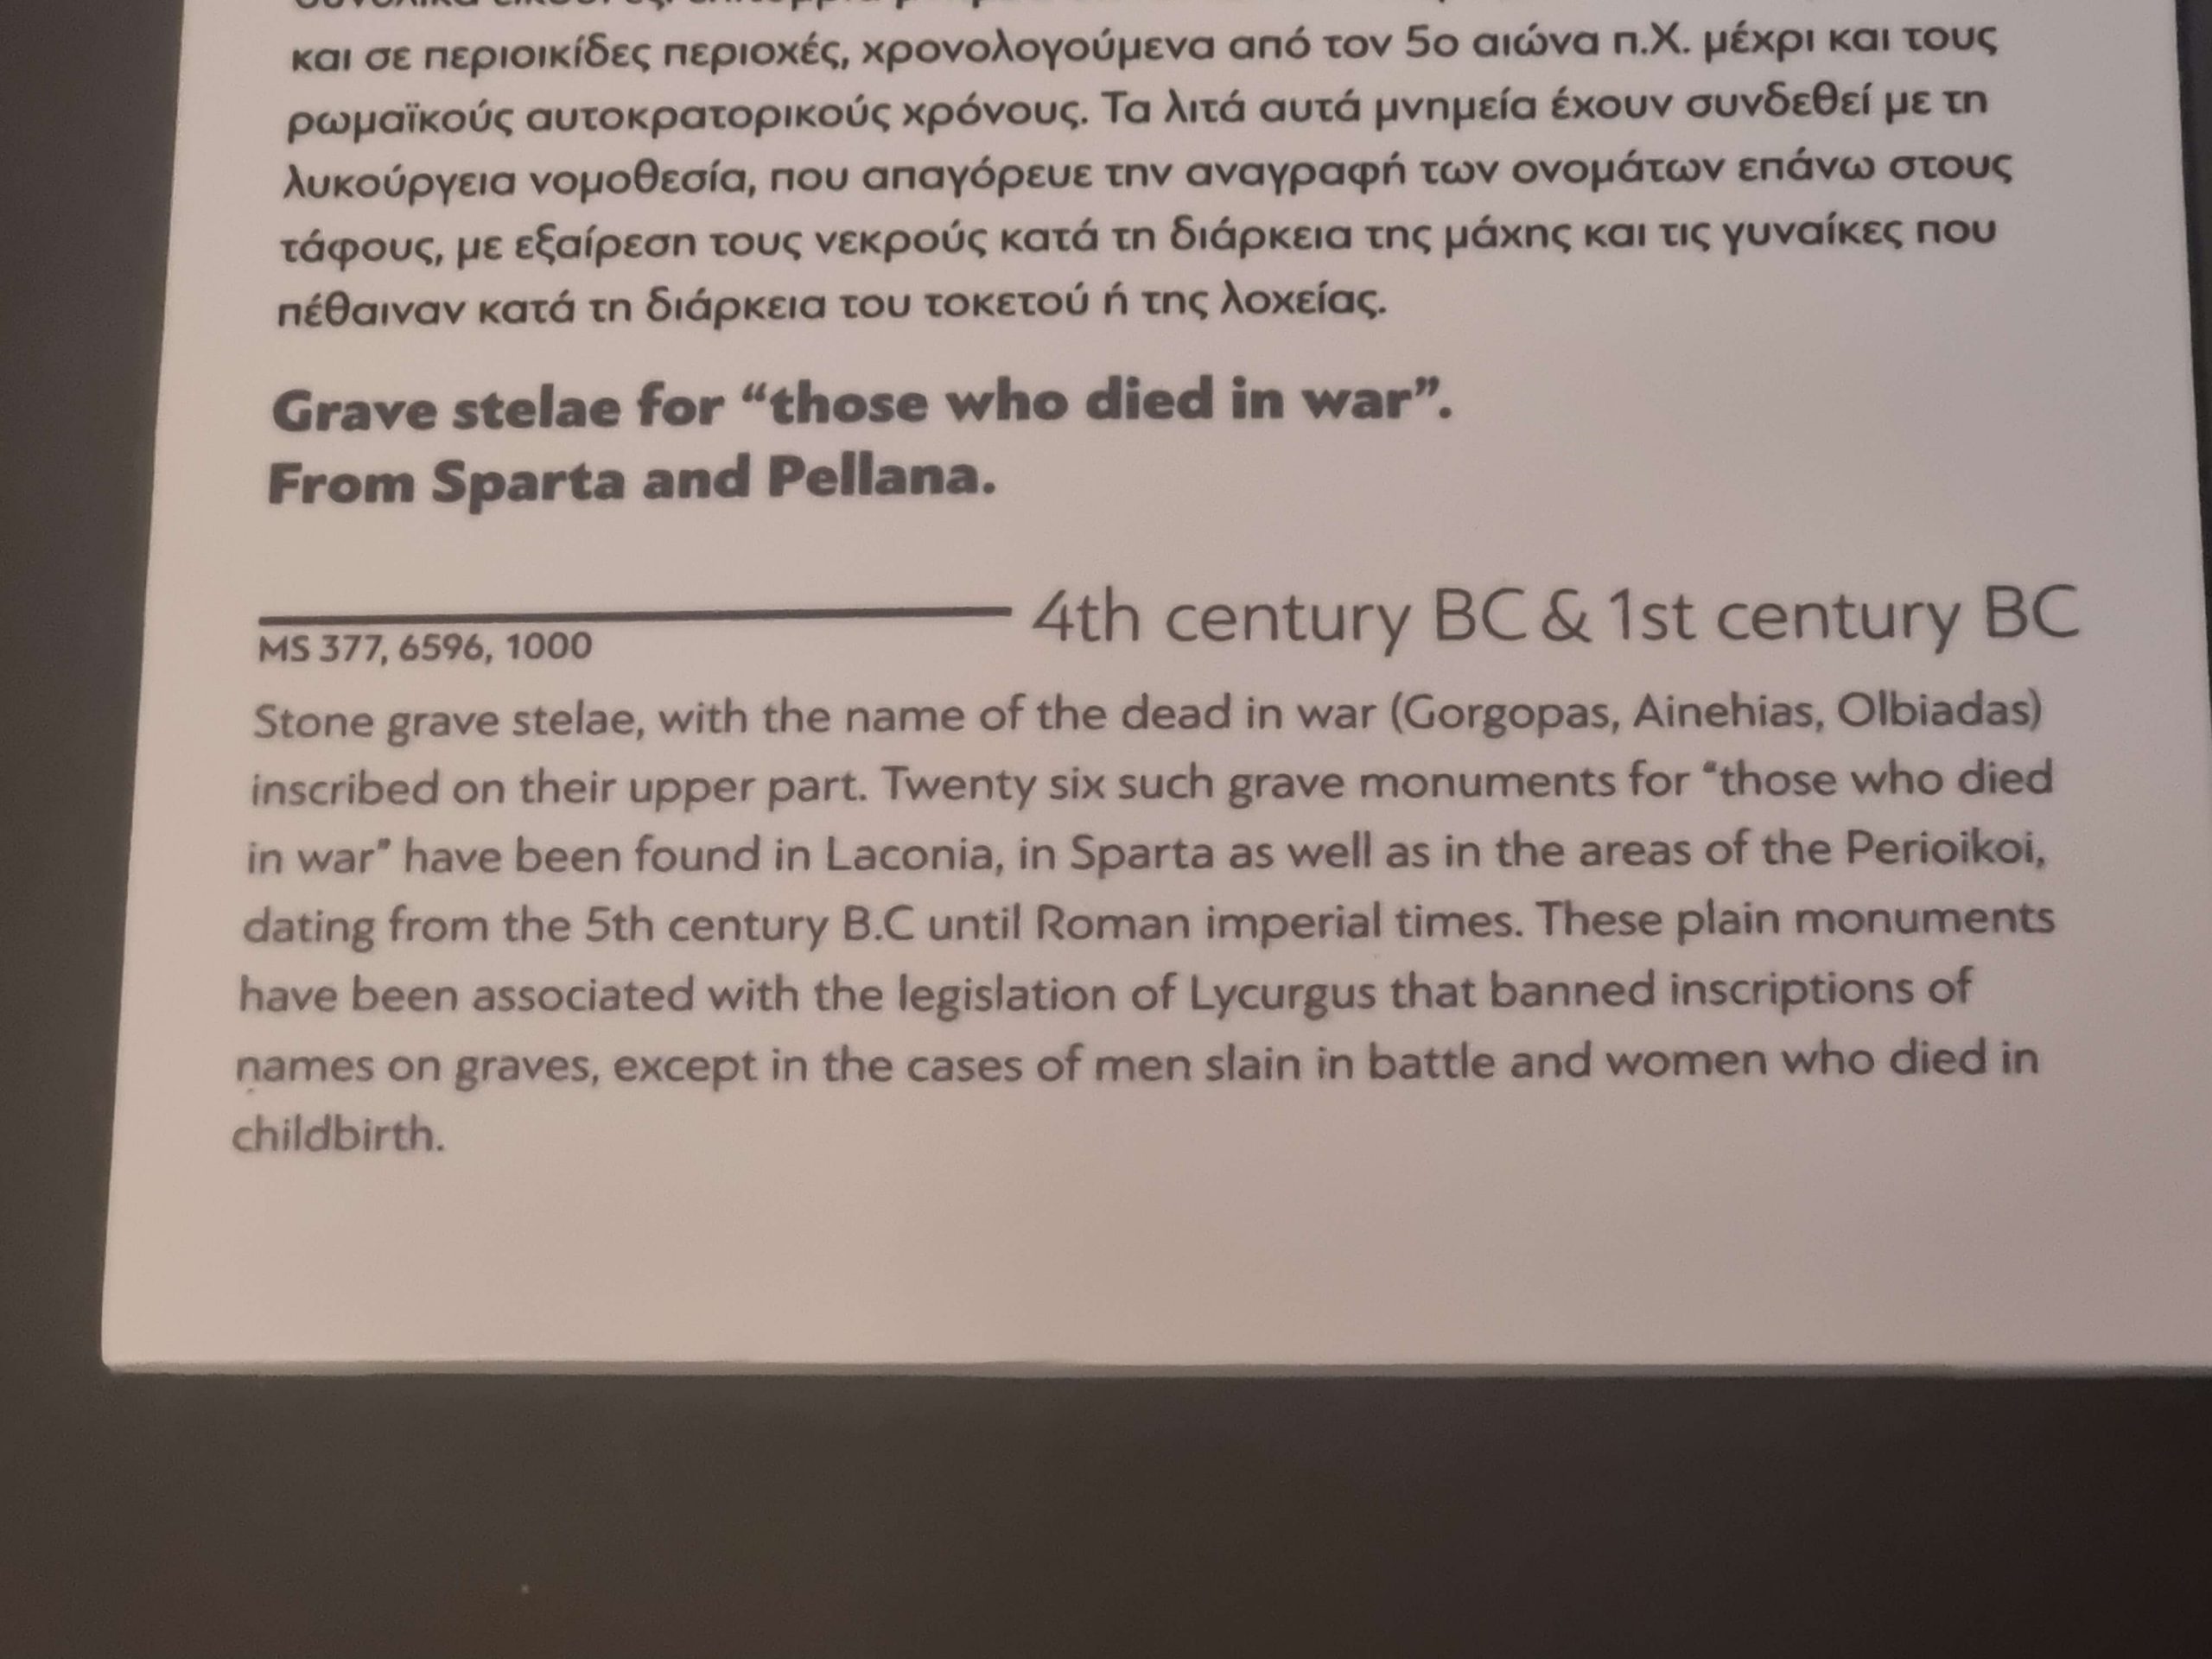 και σε περιοικίδες περιοχές, χρονολογούμενα από τον 5ο αιώνα π.Χ. μέχρι και τους
ρωμαϊκούς αυτοκρατορικούς χρόνους. Τα λιτά αυτά μνημεία έχουν συνδεθεί με τη
λυκούργεια νομοθεσία, που απαγόρευε την αναγραφή των ονομάτων επάνω στους
τάφους, με εξαίρεση τους νεκρούς κατά τη διάρκεια της μάχης και τις γυναίκες που
πέθαιναν κατά τη διάρκεια του τοκετού ή της λοχείας.
Grave stelae for “those who died in war”.
From Sparta and Pellana.
4th century BC & 1st century BC
MS 377, 6596, 1000
Stone grave stelae, with the name of the dead in war (Gorgopas, Ainehias, Olbiadas)
inscribed on their upper part. Twenty six such grave monuments for “those who died
in war” have been found in Laconia, in Sparta as well as in the areas of the Perioikoi,
dating from the 5th century B.C until Roman imperial times. These plain monuments
have been associated with the legislation of Lycurgus that banned inscriptions of
names on graves, except in the cases of men slain in battle and women who died in
childbirth.